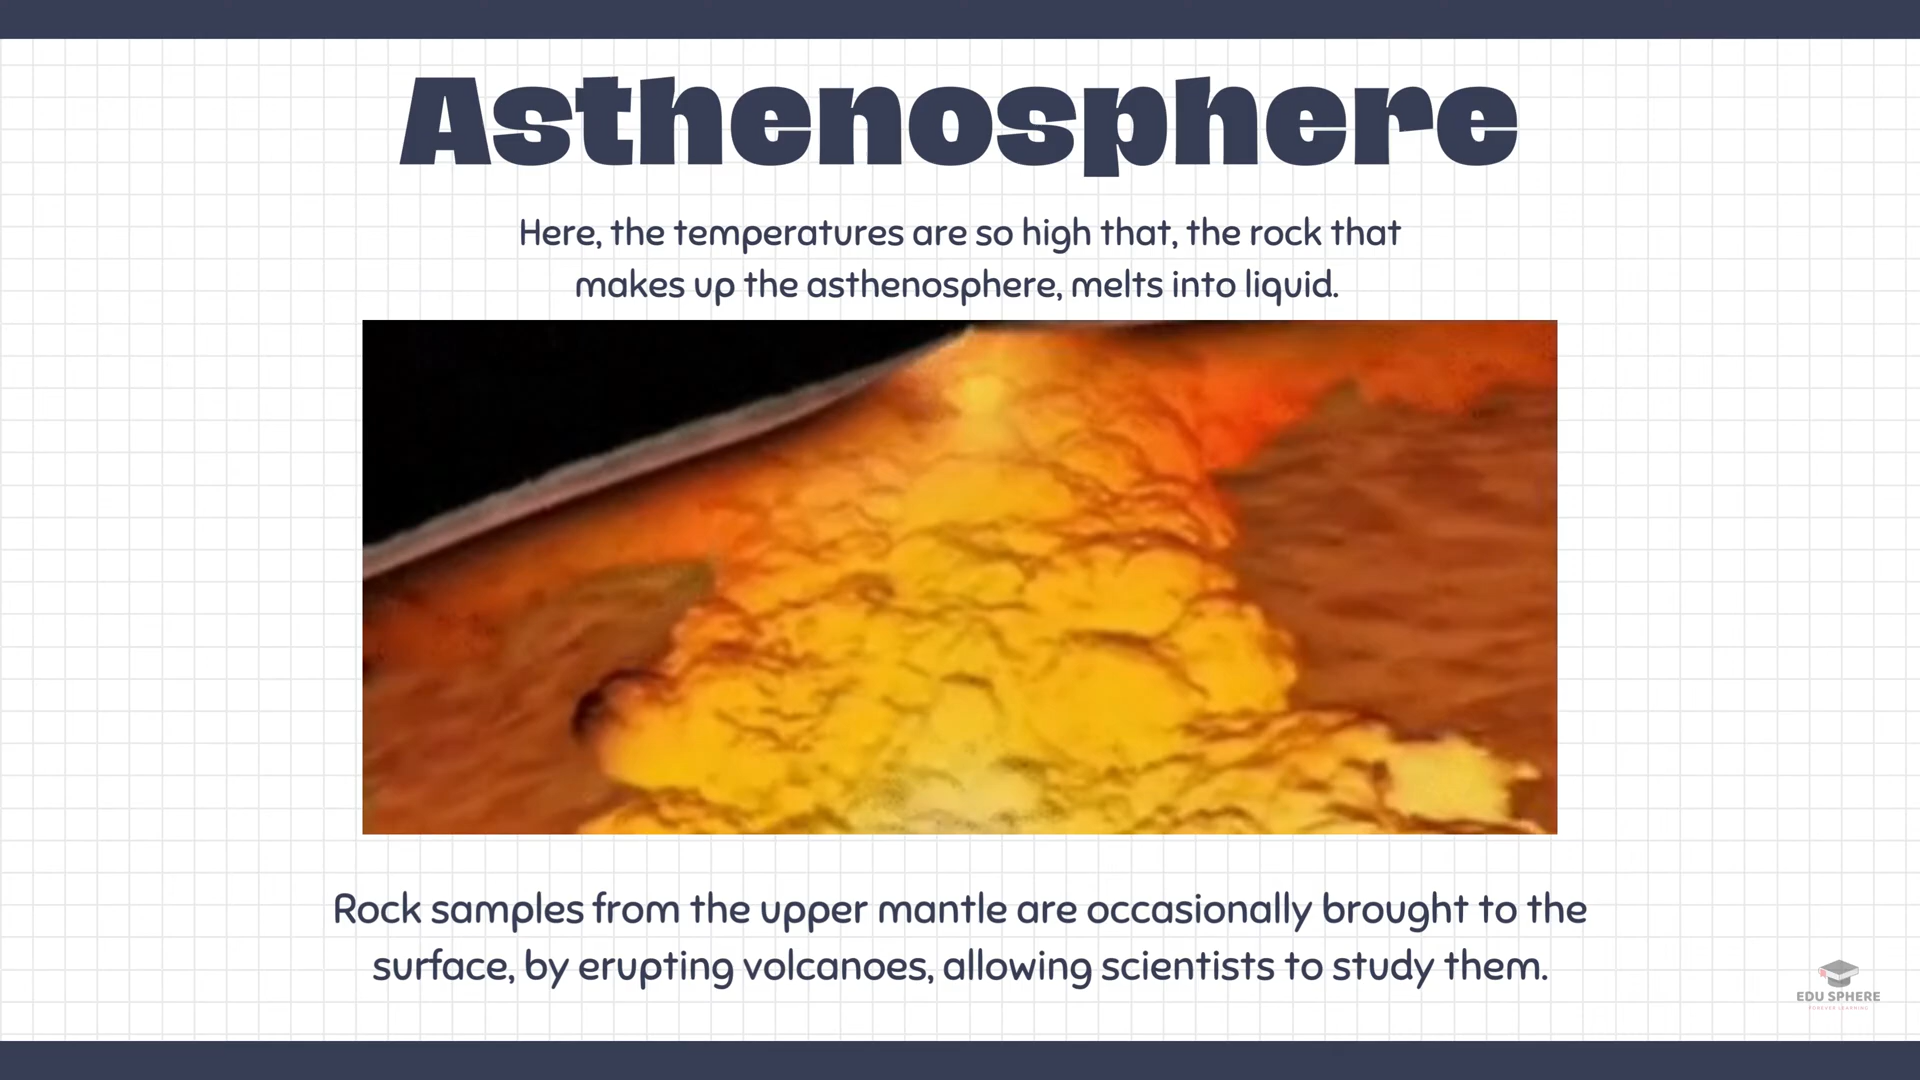 Asthenosphere
Here, the temperatures are so high that, the rock that
makes up the asthenosphere, melts into liquid.
Rock samples from the upper mantle are occasionally brought to the
surface, by erupting volcanoes, allowing scientists to study them.
EDU SPHERE
FOREVER LEARNING